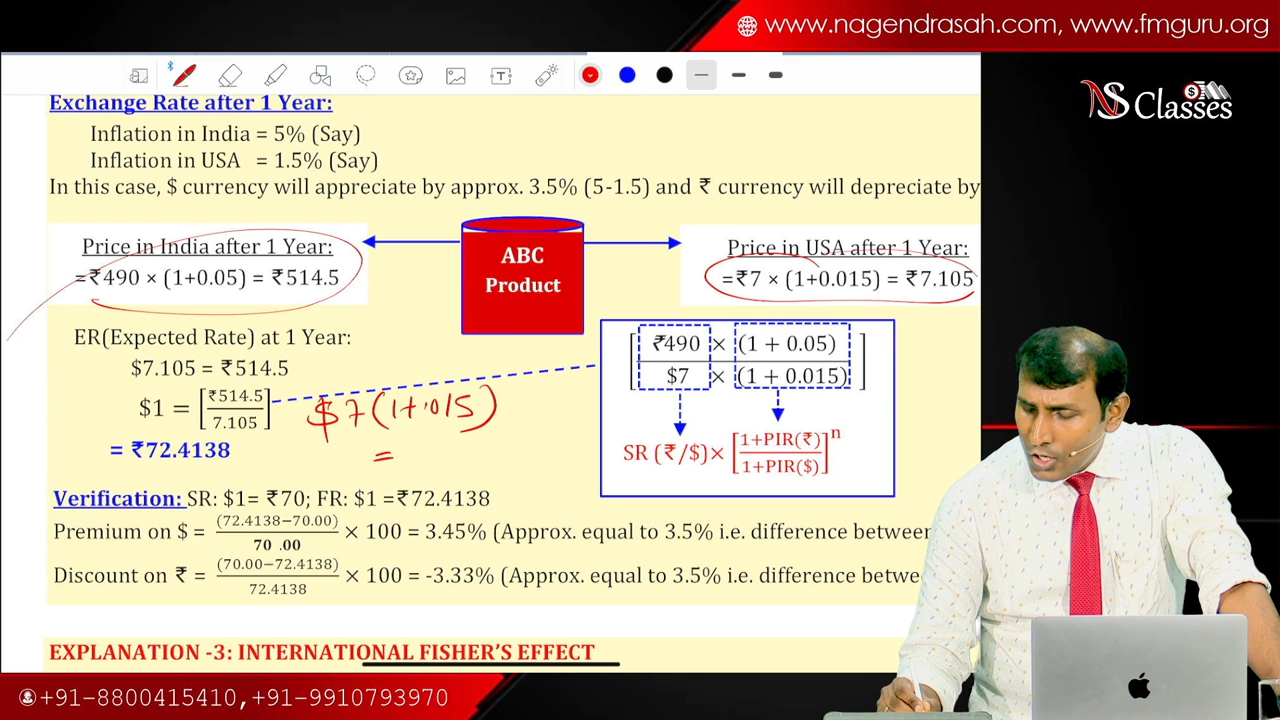 www.nagendrasah.com, www.fmguru.org
NS Classes
Exchange Rate after 1 Year:
Inflation in India = 5% (Say)
Inflation in USA = 1.5% (Say)
In this case, $ currency will appreciate by approx. 3.5% (5-1.5) and ₹ currency will depreciate by
Price in India after 1 Year:
=₹490 × (1+0.05) = ₹514.5
ABC
Product
Price in USA after 1 Year:
=₹7 × (1+0.015) = ₹7.105
ER(Expected Rate) at 1 Year:
$7.105 = ₹514.5
$1 = [₹514.5/7.105]
= ₹72.4138
$7(1+.015)
=
[₹490 × (1 + 0.05)
$7 × (1 + 0.015)]
SR (₹/$)× [1+PIR(₹)/1+PIR($)]ⁿ
Verification: SR: $1= ₹70; FR: $1 =₹72.4138
Premium on $ = (72.4138−70.00)/70 .00 × 100 = 3.45% (Approx. equal to 3.5% i.e. difference between
Discount on ₹ = (70.00−72.4138)/72.4138 × 100 = -3.33% (Approx. equal to 3.5% i.e. difference betwe
EXPLANATION -3: INTERNATIONAL FISHER'S EFFECT
+91-8800415410,+91-9910793970